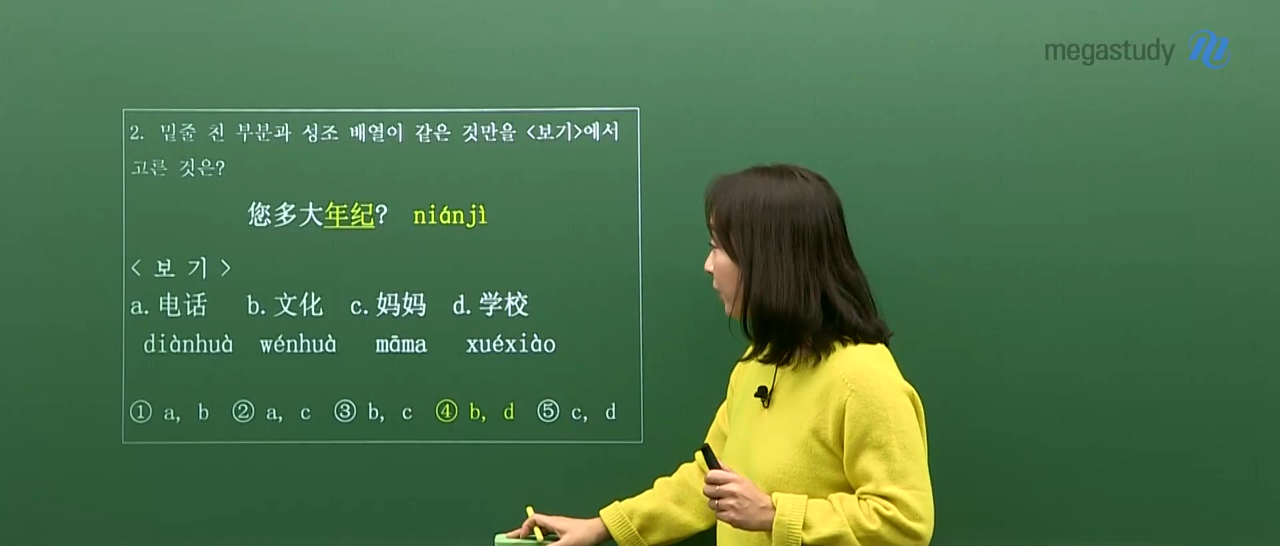 megastudy
2. 밑줄 친 부분과 성조 배열이 같은 것만을 <보기>에서
고른 것은?
您多大年纪? niánjì
< 보 기 >
a. 电话 b. 文化 c. 妈妈 d. 学校
diànhuà wénhuà māma xuéxiào
① a, b ② a, c ③ b, c ④ b, d ⑤ c, d